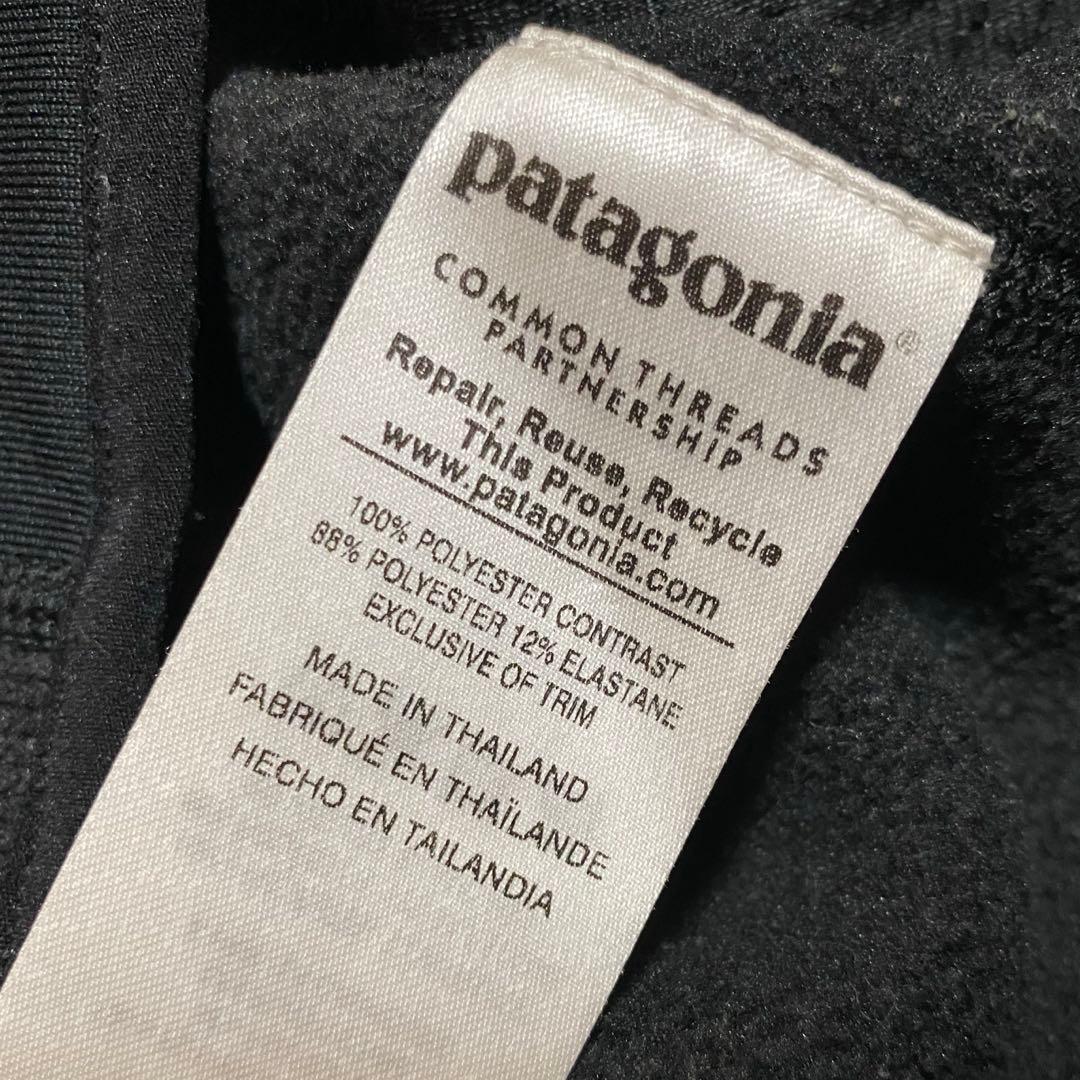 patagonia®
COMMON THREADS
PARTNERSHIP
Repair, Reuse, Recycle
This Product
www.patagonia.com
100% POLYESTER CONTRAST
88% POLYESTER 12% ELASTANE
EXCLUSIVE OF TRIM
MADE IN THAILAND
FABRIQUÉ EN THAÏLANDE
HECHO EN TAILANDIA